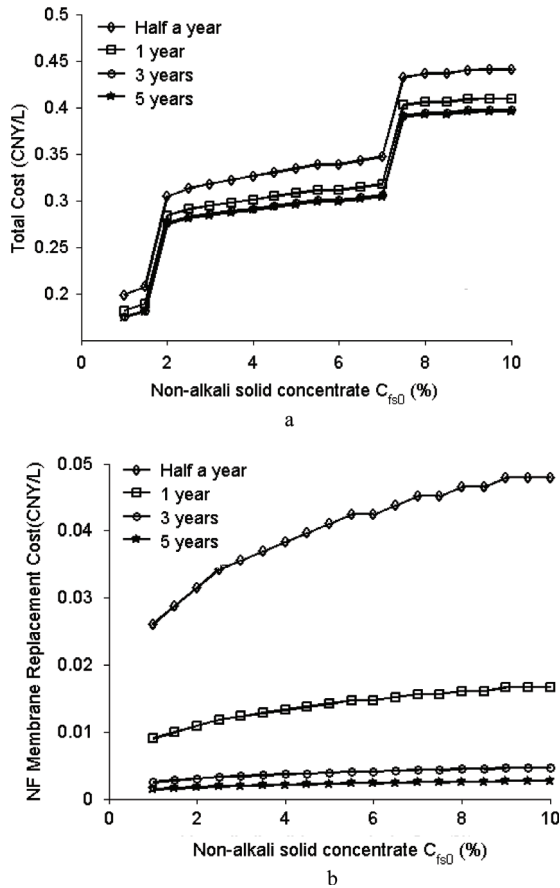 Half a year
1 year
3 years
5 years
Total Cost (CNY/L)
0.5
0.45
0.4
0.35
0.3
0.25
0.2
0 2 4 6 8 10
Non-alkali solid concentrate Cfs0 (%)
a
Half a year
1 year
3 years
5 years
NF Membrane Replacement Cost(CNY/L)
0.05
0.04
0.03
0.02
0.01
0
0 2 4 6 8 10
Non-alkali solid concentrate Cfs0 (%)
b